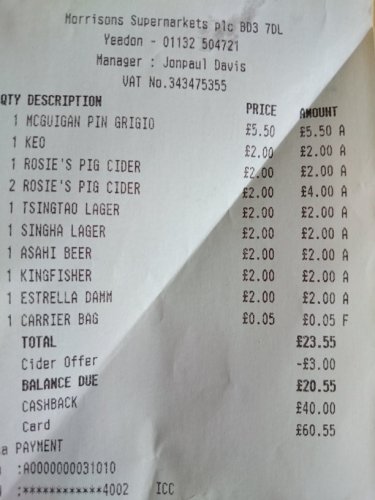 Morrisons Supermarkets plc BD3 7DL
Yeadon - 01132 504721
Manager : Jonpaul Davis
VAT No.343475355
QTY DESCRIPTION PRICE AMOUNT
1 MCGUIGAN PIN GRIGIO £5.50 £5.50 A
1 KEO £2.00 £2.00 A
1 ROSIE'S PIG CIDER £2.00 £2.00 A
2 ROSIE'S PIG CIDER £2.00 £4.00 A
1 TSINGTAO LAGER £2.00 £2.00 A
1 SINGHA LAGER £2.00 £2.00 A
1 ASAHI BEER £2.00 £2.00 A
1 KINGFISHER £2.00 £2.00 A
1 ESTRELLA DAMM £2.00 £2.00 A
1 CARRIER BAG £0.05 £0.05 F
TOTAL £23.55
Cider Offer -£3.00
BALANCE DUE £20.55
CASHBACK £40.00
Card £60.55
a PAYMENT
:A0000000031010
:************4002 ICC